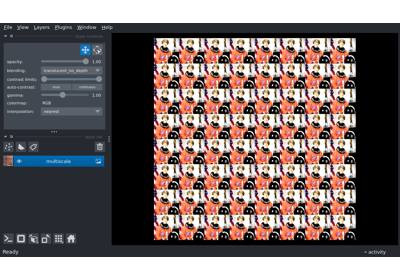 File View Layers Plugins Window Help
opacity: 1.00
blending: translucent_no_depth
contrast limits:
auto-contrast: once continuous
gamma: 1.00
colormap: RGB
interpolation: nearest
multiscale
Ready activity